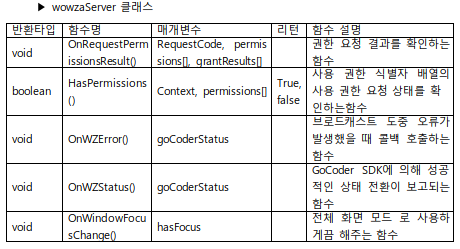 ▶ wowzaServer 클래스
반환타입 함수명 매개변수 리턴 함수 설명
void OnRequestPermissionsResult() RequestCode, permissions[], grantResults[] 권한 요청 결과를 확인하는 함수
boolean HasPermissions() Context, permissions[] True, false 사용 권한 식별자 배열의 사용 권한 요청 상태를 확인하는함수
void OnWZError() goCoderStatus 브로드캐스트 도중 오류가 발생했을 때 콜백 호출하는 함수
void OnWZStatus() goCoderStatus GoCoder SDK에 의해 성공적인 상태 전환이 보고되는 함수
void OnWindowFocusChange() hasFocus 전체 화면 모드 로 사용하게끔 해주는 함수